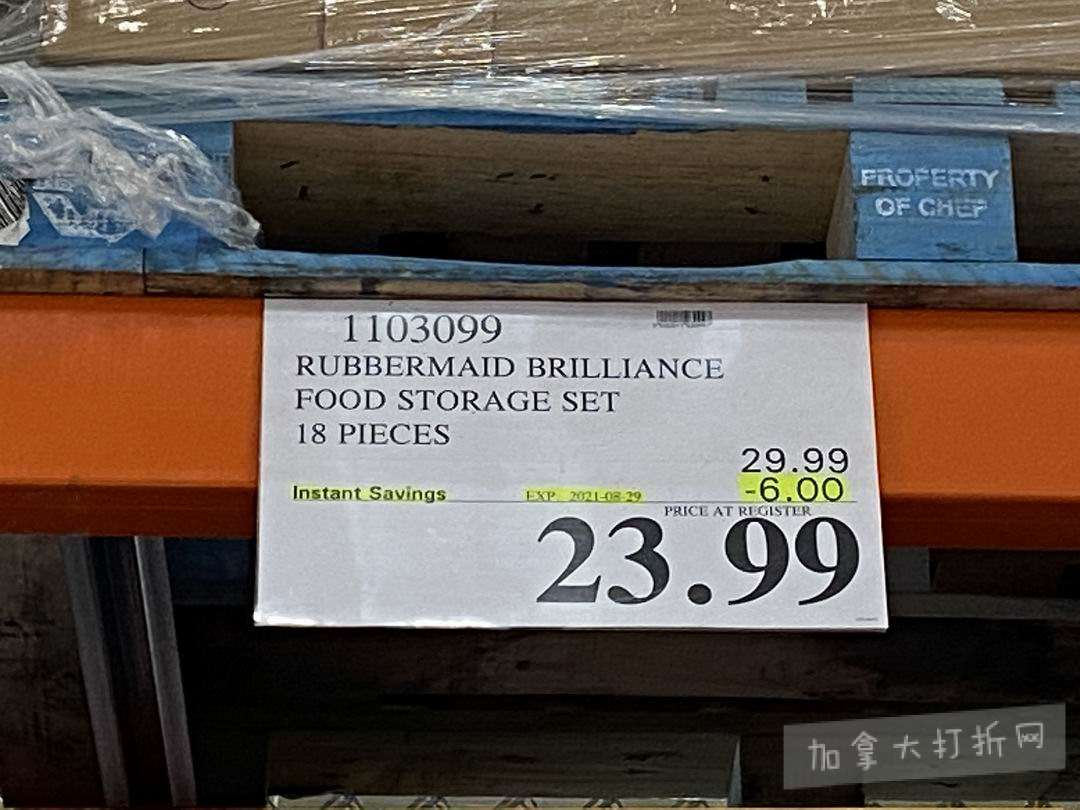 PROPERTY
OF CHEP
1103099
RUBBERMAID BRILLIANCE
FOOD STORAGE SET
18 PIECES
29.99
Instant Savings EXP. 2021-08-29 -6.00
PRICE AT REGISTER
23.99
加拿大打折网